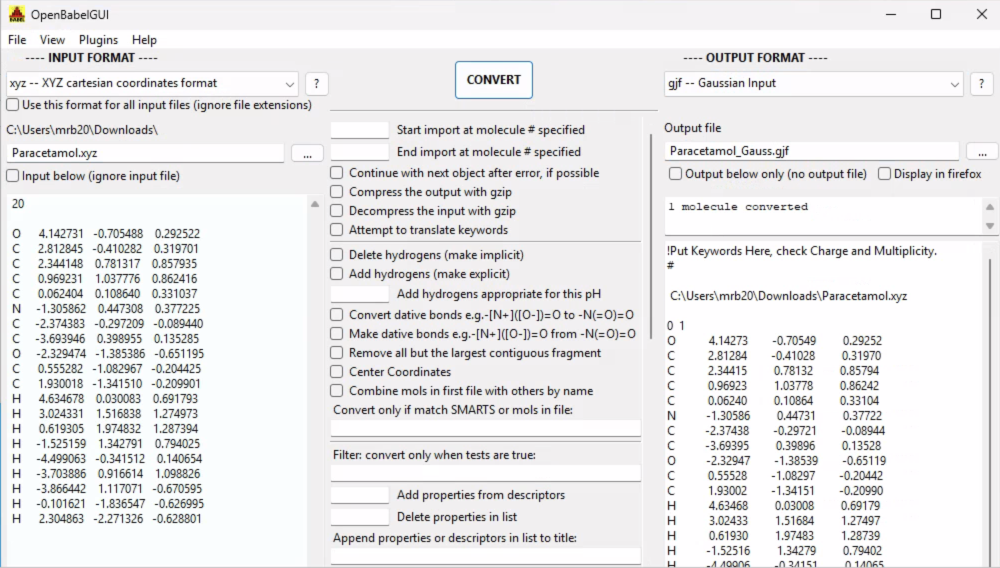 OpenBabelGUI
File View Plugins Help
---- INPUT FORMAT ----
xyz -- XYZ cartesian coordinates format
?
Use this format for all input files (ignore file extensions)
C:\Users\mrb20\Downloads\
Paracetamol.xyz
...
Input below (ignore input file)
20
O 4.142731 -0.705488 0.292522
C 2.812845 -0.410282 0.319701
C 2.344148 0.781317 0.857935
C 0.969231 1.037776 0.862416
C 0.062404 0.108640 0.331037
N -1.305862 0.447308 0.377225
C -2.374383 -0.297209 -0.089440
C -3.693946 0.398955 0.135285
O -2.329474 -1.385386 -0.651195
C 0.555282 -1.082967 -0.204425
C 1.930018 -1.341510 -0.209901
H 4.634678 0.030083 0.691793
H 3.024331 1.516838 1.274973
H 0.619305 1.974832 1.287394
H -1.525159 1.342791 0.794025
H -4.499063 -0.341512 0.140654
H -3.703886 0.916614 1.098826
H -3.866442 1.117071 -0.670595
H -0.101621 -1.836547 -0.626995
H 2.304863 -2.271326 -0.628801
CONVERT
Start import at molecule # specified
End import at molecule # specified
Continue with next object after error, if possible
Compress the output with gzip
Decompress the input with gzip
Attempt to translate keywords
Delete hydrogens (make implicit)
Add hydrogens (make explicit)
Add hydrogens appropriate for this pH
Convert dative bonds e.g.-[N+]([O-])=O to -N(=O)=O
Make dative bonds e.g.-[N+]([O-])=O from -N(=O)=O
Remove all but the largest contiguous fragment
Center Coordinates
Combine mols in first file with others by name
Convert only if match SMARTS or mols in file:
Filter: convert only when tests are true:
Add properties from descriptors
Delete properties in list
Append properties or descriptors in list to title:
---- OUTPUT FORMAT ----
gjf -- Gaussian Input
?
Output file
Paracetamol_Gauss.gjf
...
Output below only (no output file) Display in firefox
1 molecule converted
!Put Keywords Here, check Charge and Multiplicity.
#
C:\Users\mrb20\Downloads\Paracetamol.xyz
0 1
O 4.14273 -0.70549 0.29252
C 2.81284 -0.41028 0.31970
C 2.34415 0.78132 0.85794
C 0.96923 1.03778 0.86242
C 0.06240 0.10864 0.33104
N -1.30586 0.44731 0.37722
C -2.37438 -0.29721 -0.08944
C -3.69395 0.39896 0.13528
O -2.32947 -1.38539 -0.65119
C 0.55528 -1.08297 -0.20442
C 1.93002 -1.34151 -0.20990
H 4.63468 0.03008 0.69179
H 3.02433 1.51684 1.27497
H 0.61930 1.97483 1.28739
H -1.52516 1.34279 0.79402
H -4.49906 -0.34151 0.14065